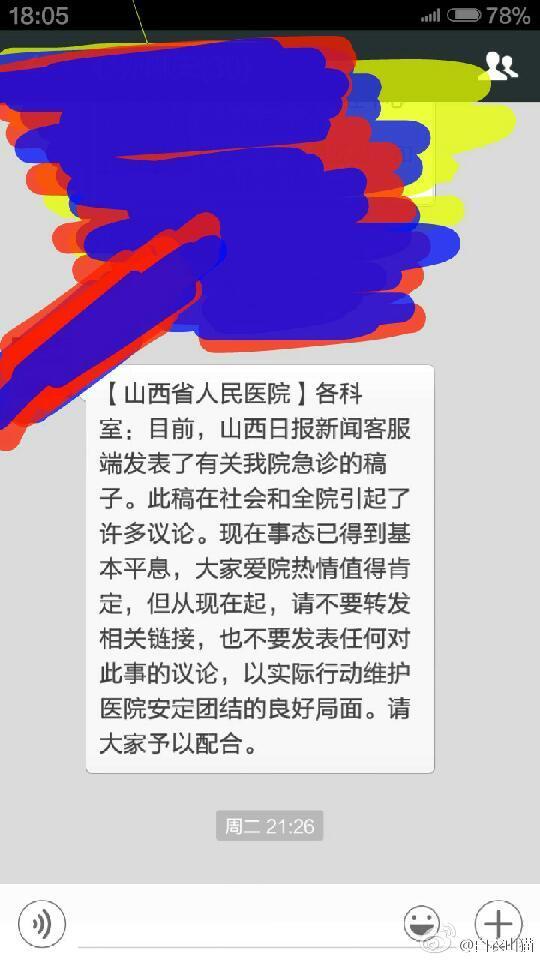 18:05
78%
【山西省人民医院】各科
室：目前，山西日报新闻客服
端发表了有关我院急诊的稿
子。此稿在社会和全院引起了
许多议论。现在事态已得到基
本平息，大家爱院热情值得肯
定，但从现在起，请不要转发
相关链接，也不要发表任何对
此事的议论，以实际行动维护
医院安定团结的良好局面。请
大家予以配合。
周二 21:26